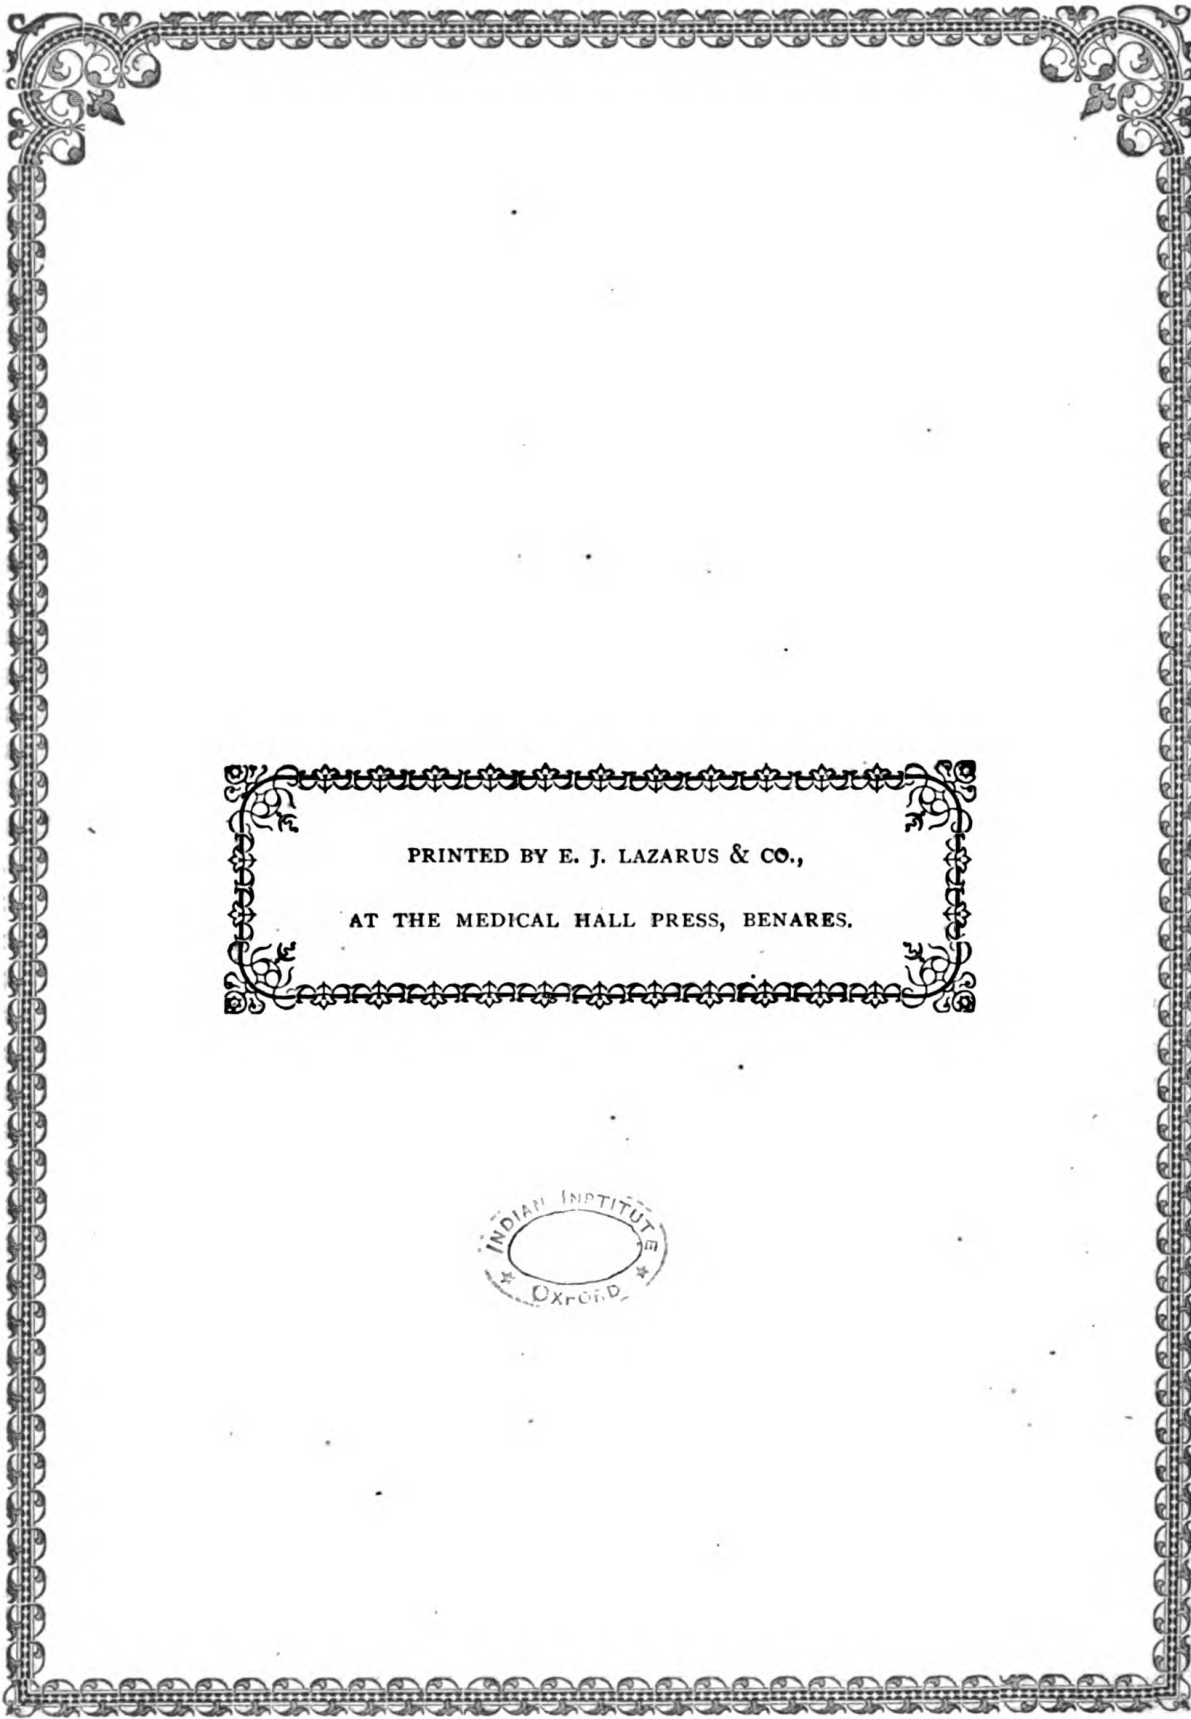 PRINTED BY E. J. LAZARUS & CO.,
AT THE MEDICAL HALL PRESS, BENARES.
INDIAN INSTITUTE
OXFORD